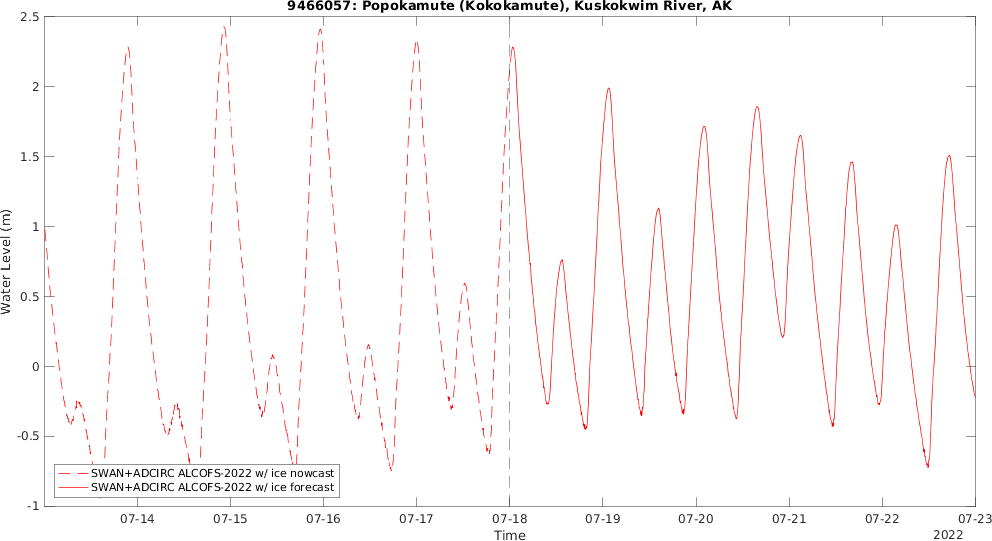 9466057: Popokamute (Kokokamute), Kuskokwim River, AK
2.5
2
1.5
1
0.5
0
-0.5
-1
Water Level (m)
SWAN+ADCIRC ALCOFS-2022 w/ ice nowcast
SWAN+ADCIRC ALCOFS-2022 w/ ice forecast
07-14 07-15 07-16 07-17 07-18 07-19 07-20 07-21 07-22 07-23
Time
2022